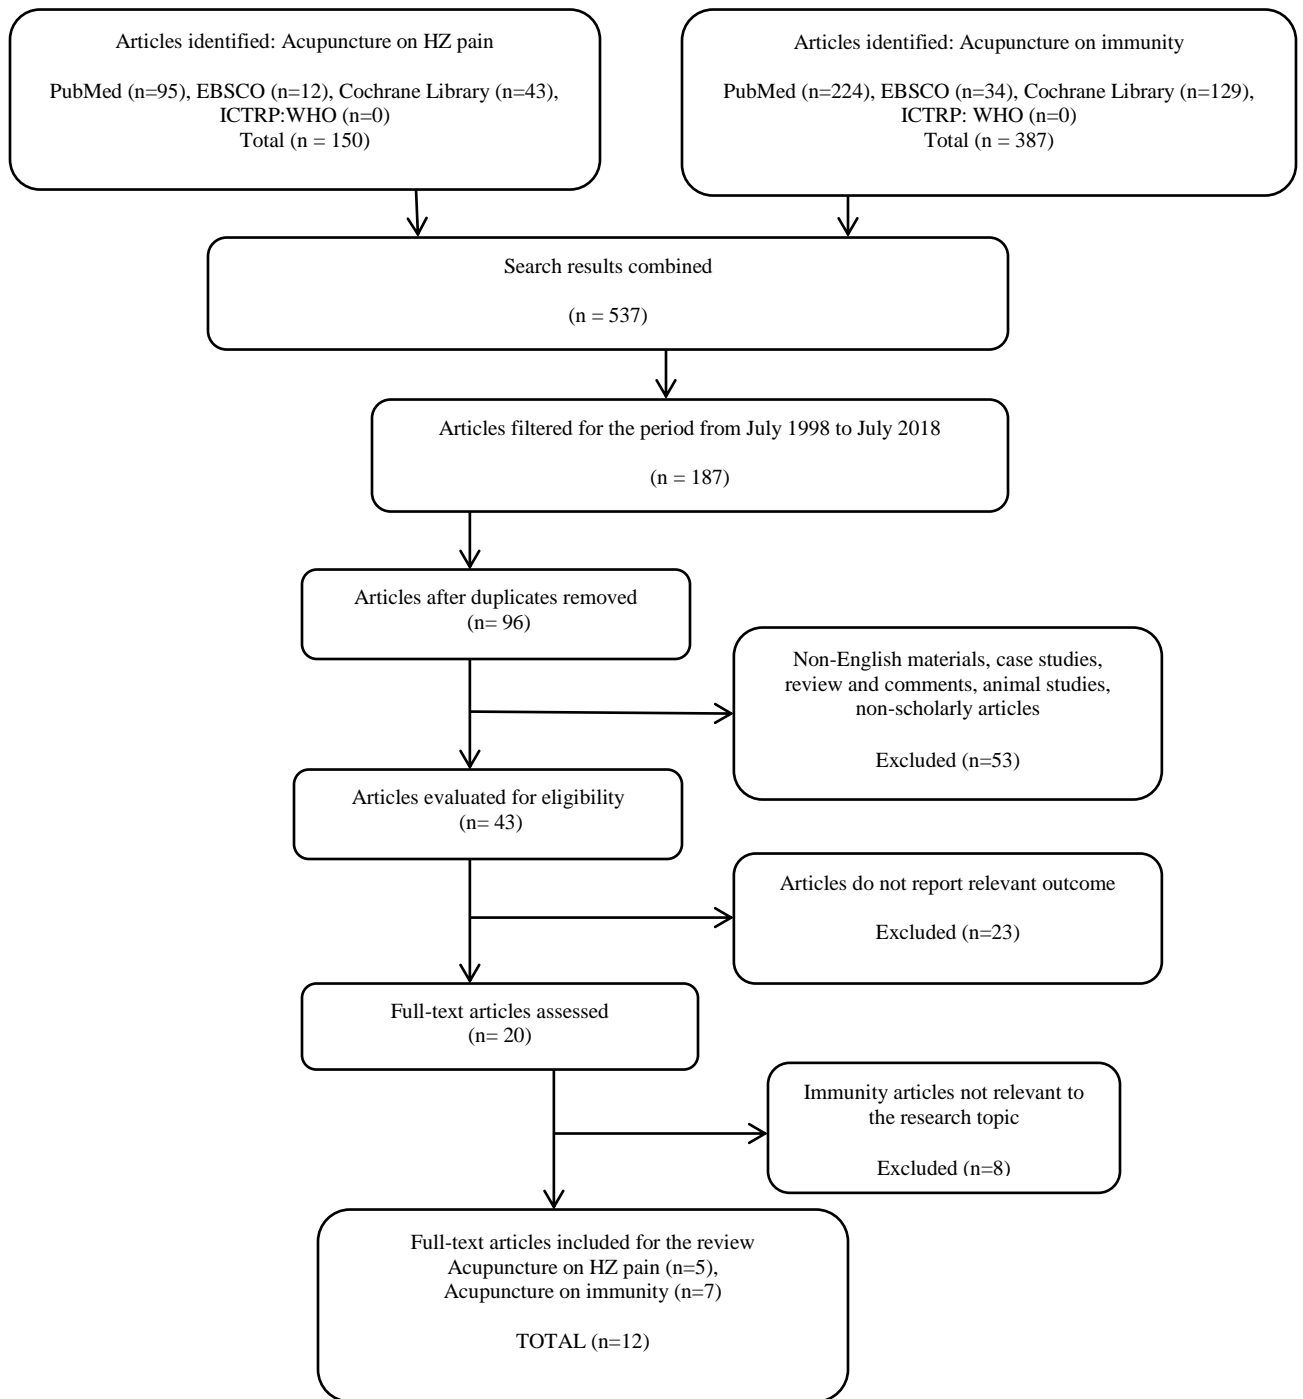 Articles identified: Acupuncture on HZ pain
PubMed (n=95), EBSCO (n=12), Cochrane Library (n=43),
ICTRP:WHO (n=0)
Total (n = 150)
Articles identified: Acupuncture on immunity
PubMed (n=224), EBSCO (n=34), Cochrane Library (n=129),
ICTRP: WHO (n=0)
Total (n = 387)
Search results combined
(n = 537)
Articles filtered for the period from July 1998 to July 2018
(n = 187)
Articles after duplicates removed
(n= 96)
Non-English materials, case studies,
review and comments, animal studies,
non-scholarly articles
Excluded (n=53)
Articles evaluated for eligibility
(n= 43)
Articles do not report relevant outcome
Excluded (n=23)
Full-text articles assessed
(n= 20)
Immunity articles not relevant to
the research topic
Excluded (n=8)
Full-text articles included for the review
Acupuncture on HZ pain (n=5),
Acupuncture on immunity (n=7)
TOTAL (n=12)